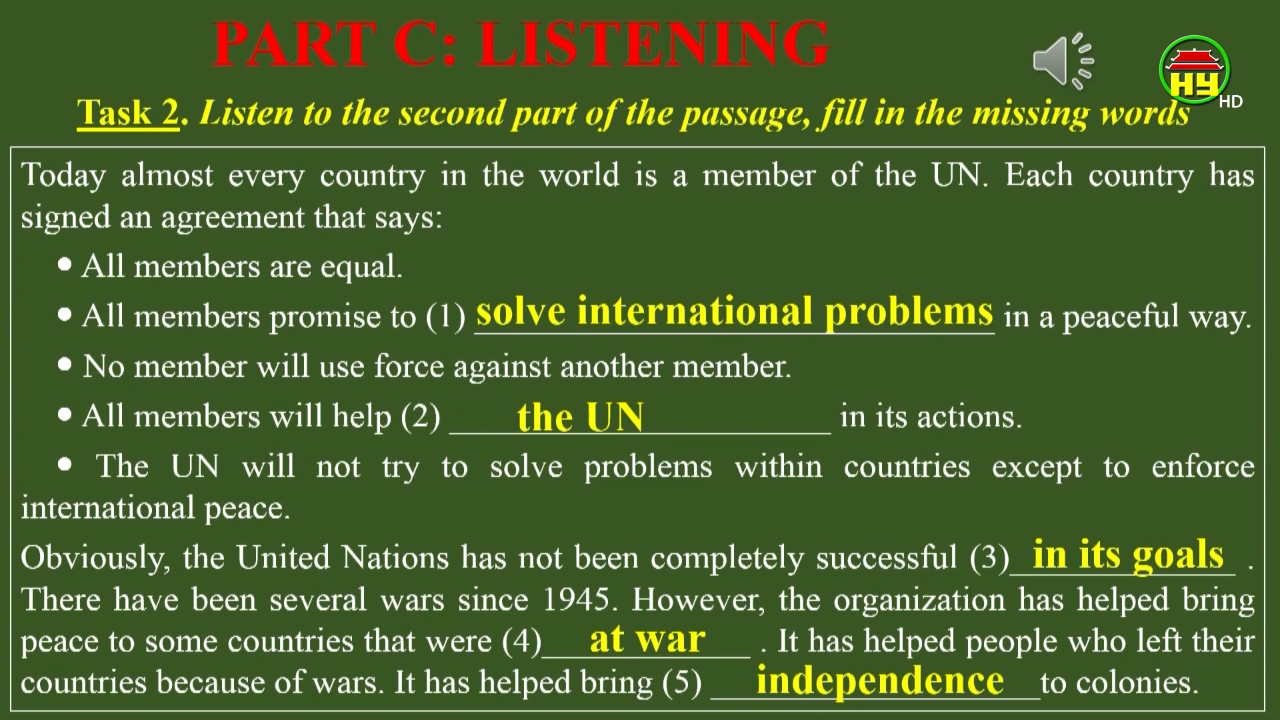 PART C: LISTENING
HY HD
Task 2. Listen to the second part of the passage, fill in the missing words
Today almost every country in the world is a member of the UN. Each country has
signed an agreement that says:
• All members are equal.
• All members promise to (1) solve international problems in a peaceful way.
• No member will use force against another member.
• All members will help (2) the UN in its actions.
• The UN will not try to solve problems within countries except to enforce
international peace.
Obviously, the United Nations has not been completely successful (3) in its goals .
There have been several wars since 1945. However, the organization has helped bring
peace to some countries that were (4) at war . It has helped people who left their
countries because of wars. It has helped bring (5) independence to colonies.